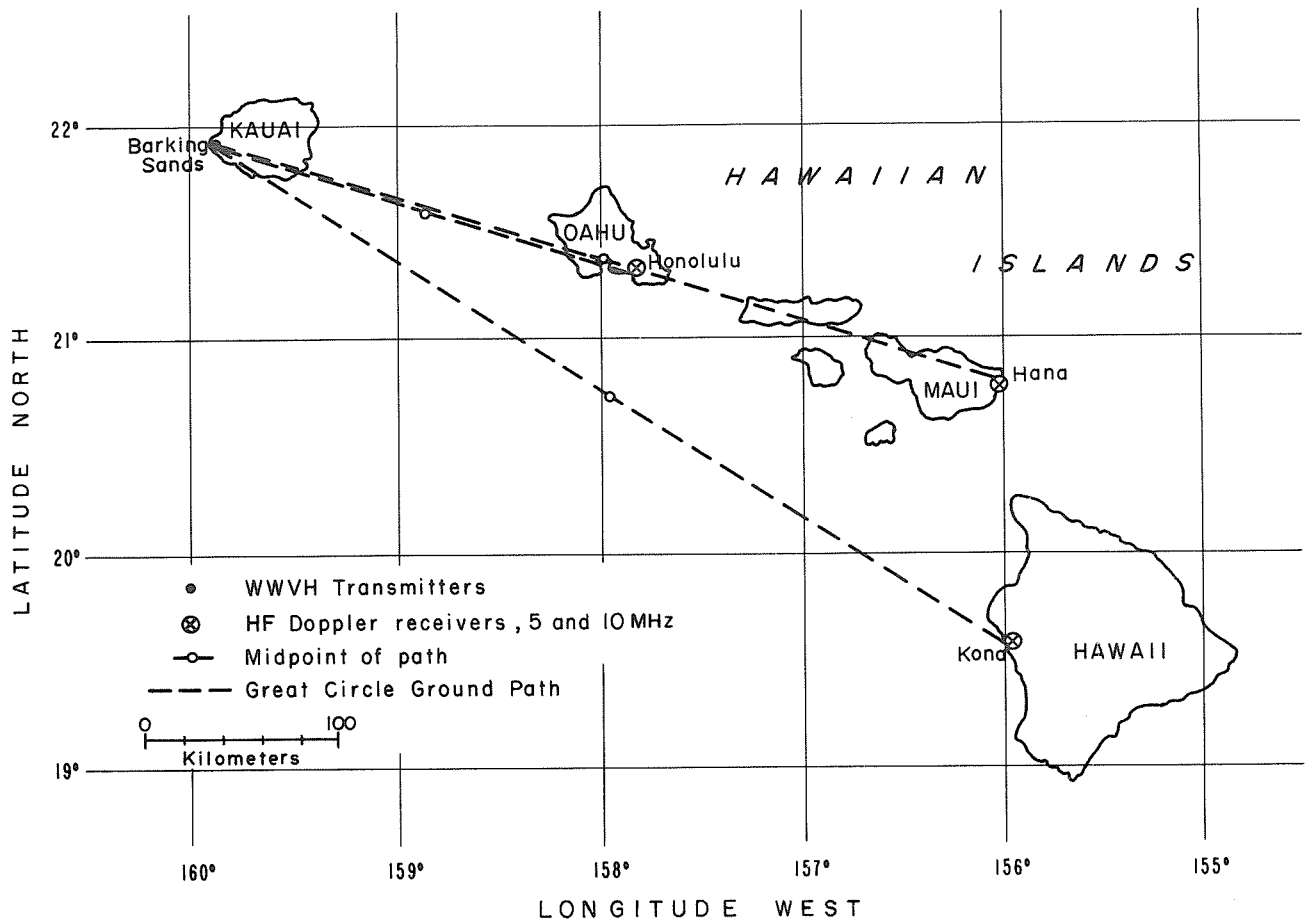 22°
21°
20°
19°
LATITUDE NORTH
KAUAI
Barking
Sands
HAWAIIAN
ISLANDS
OAHU
Honolulu
MAUI
Hana
Kona
HAWAII
WWVH Transmitters
HF Doppler receivers, 5 and 10 MHz
Midpoint of path
Great Circle Ground Path
0 100
Kilometers
160° 159° 158° 157° 156° 155°
LONGITUDE WEST